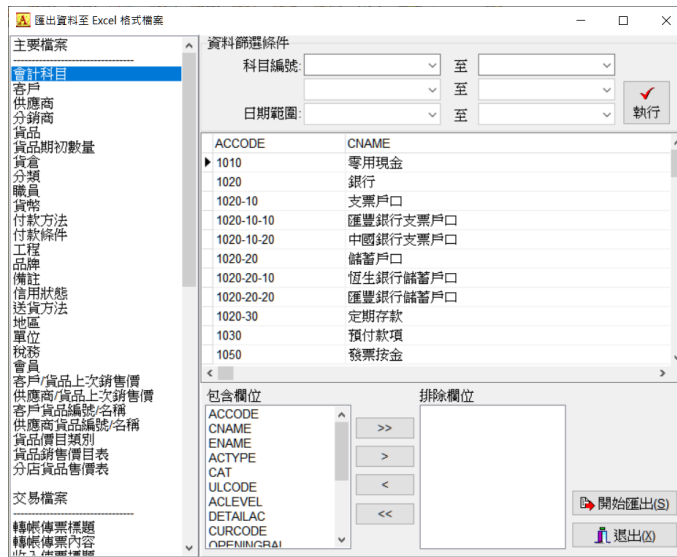 匯出資料至 Excel 格式檔案
主要檔案
--------------------------------
會計科目
客戶
供應商
分銷商
貨品
貨品期初數量
貨倉
分類
職員
貨幣
付款方法
付款條件
工程
品牌
備註
信用狀態
送貨方法
地區
單位
稅務
會員
客戶/貨品上次銷售價
供應商/貨品上次銷售價
客戶貨品編號/名稱
供應商貨品編號/名稱
貨品價目類別
貨品銷售價目表
分店貨品售價表
交易檔案
--------------------------------
轉帳傳票標題
轉帳傳票內容
收入傳票標題
資料篩選條件
科目編號: 至
至
日期範圍: 至
執行
ACCODE CNAME
1010 零用現金
1020 銀行
1020-10 支票戶口
1020-10-10 匯豐銀行支票戶口
1020-10-20 中國銀行支票戶口
1020-20 儲蓄戶口
1020-20-10 恆生銀行儲蓄戶口
1020-20-20 匯豐銀行儲蓄戶口
1020-30 定期存款
1030 預付款項
1050 發票按金
包含欄位
ACCODE
CNAME
ENAME
ACTYPE
CAT
ULCODE
ACLEVEL
DETAILAC
CURCODE
OPENINGBAL
>>
>
<
<<
排除欄位
開始匯出(S)
退出(X)